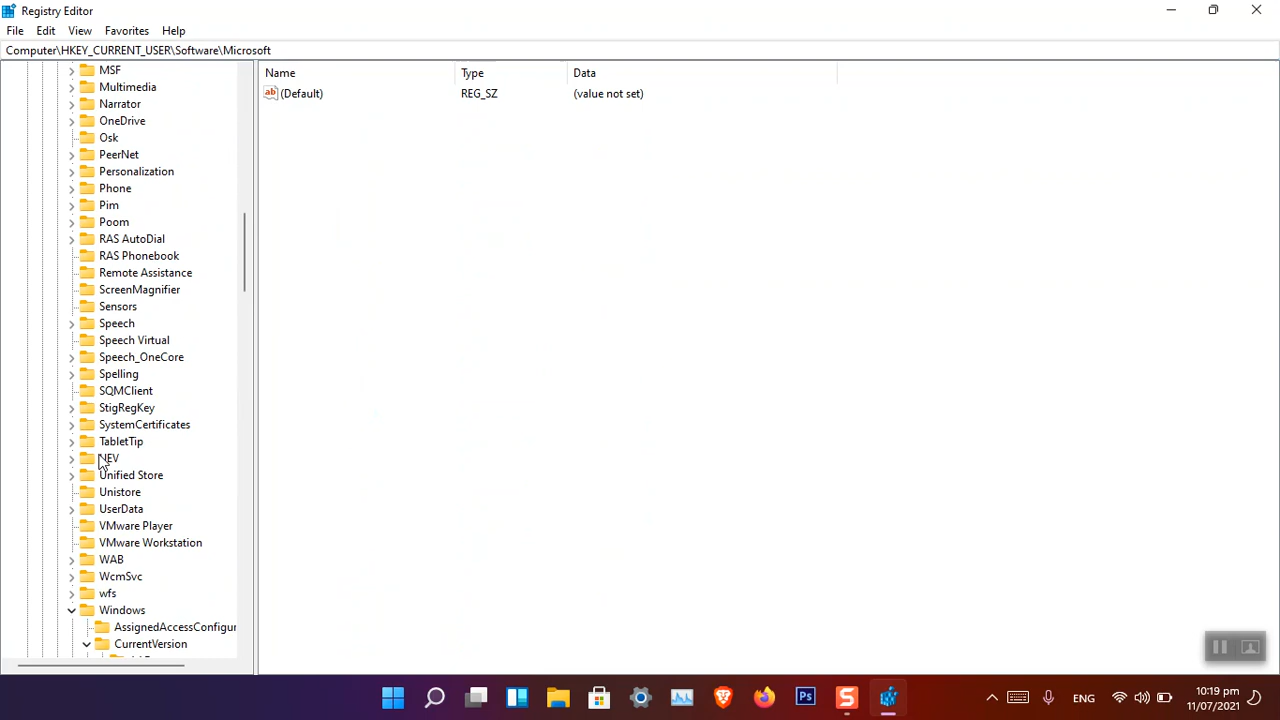 Registry Editor
File Edit View Favorites Help
Computer\HKEY_CURRENT_USER\Software\Microsoft
Name Type Data
ab (Default) REG_SZ (value not set)
MSF
Multimedia
Narrator
OneDrive
Osk
PeerNet
Personalization
Phone
Pim
Poom
RAS AutoDial
RAS Phonebook
Remote Assistance
ScreenMagnifier
Sensors
Speech
Speech Virtual
Speech_OneCore
Spelling
SQMClient
StigRegKey
SystemCertificates
TabletTip
UEV
Unified Store
Unistore
UserData
VMware Player
VMware Workstation
WAB
WcmSvc
wfs
Windows
AssignedAccessConfigur
CurrentVersion
Ps S ENG 10:19 pm
11/07/2021